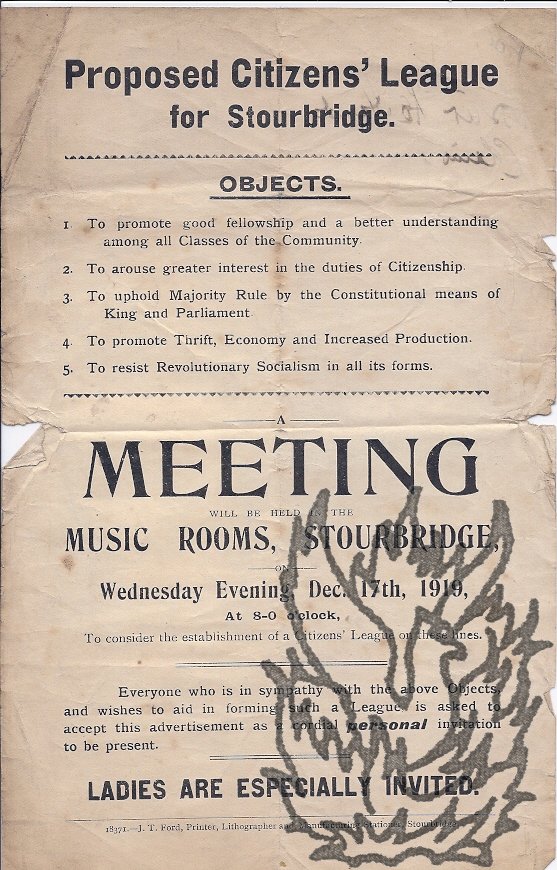 Proposed Citizens' League
for Stourbridge.
OBJECTS.
1 To promote good fellowship and a better understanding
among all Classes of the Community.
2. To arouse greater interest in the duties of Citizenship.
3. To uphold Majority Rule by the Constitutional means of
King and Parliament.
4. To promote Thrift, Economy and Increased Production.
5. To resist Revolutionary Socialism in all its forms.
A
MEETING
WILL BE HELD IN THE
MUSIC ROOMS, STOURBRIDGE,
ON
Wednesday Evening, Dec. 17th, 1919,
At 8-0 o'clock,
To consider the establishment of a Citizens' League on these lines.
Everyone who is in sympathy with the above Objects,
and wishes to aid in forming such a League, is asked to
accept this advertisement as a cordial personal invitation
to be present.
LADIES ARE ESPECIALLY INVITED.
18371.—J. T. Ford, Printer, Lithographer and Manufacturing Stationer, Stourbridge.